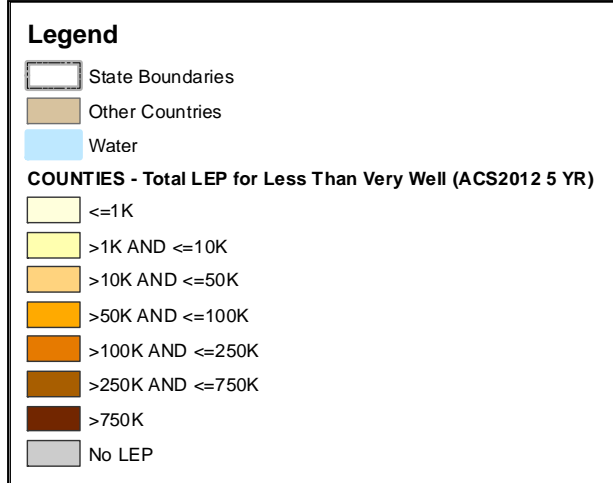 Legend
State Boundaries
Other Countries
Water
COUNTIES - Total LEP for Less Than Very Well (ACS2012 5 YR)
<=1K
>1K AND <=10K
>10K AND <=50K
>50K AND <=100K
>100K AND <=250K
>250K AND <=750K
>750K
No LEP